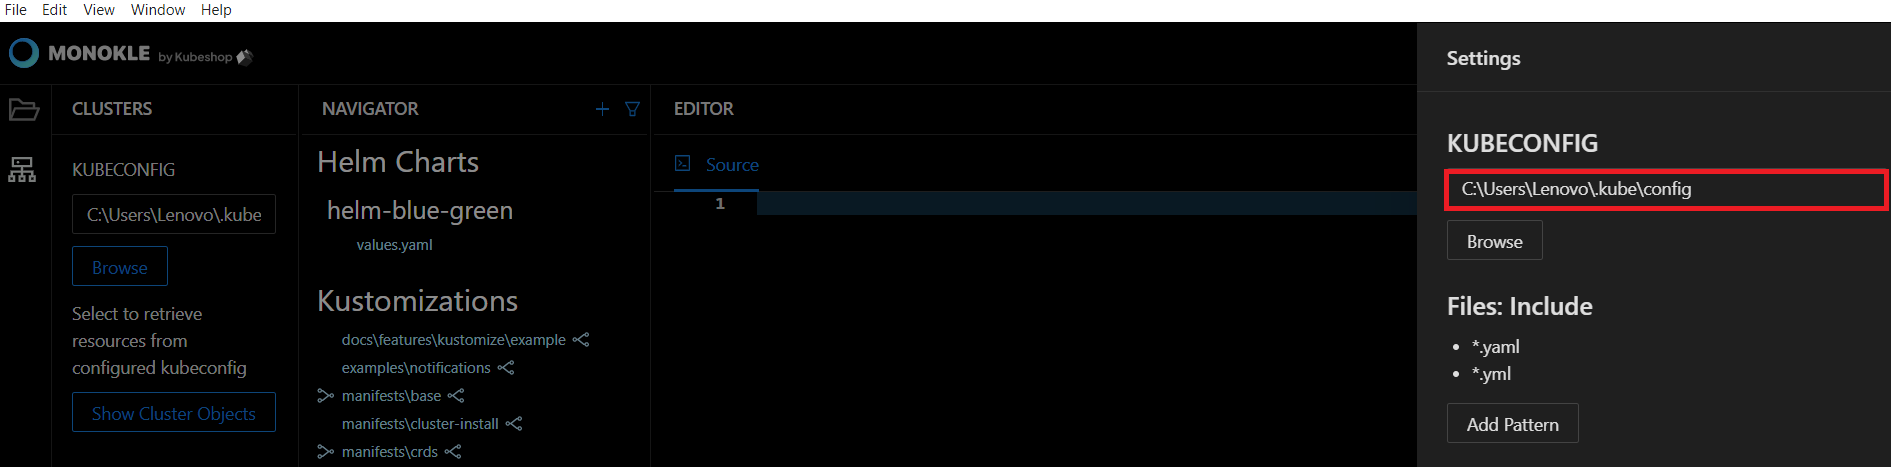 File Edit View Window Help
MONOKLE by Kubeshop
CLUSTERS
KUBECONFIG
C:\Users\Lenovo\.kube
Browse
Select to retrieve
resources from
configured kubeconfig
Show Cluster Objects
NAVIGATOR
Helm Charts
helm-blue-green
values.yaml
Kustomizations
docs\features\kustomize\example
examples\notifications
manifests\base
manifests\cluster-install
manifests\crds
EDITOR
Source
1
Settings
KUBECONFIG
C:\Users\Lenovo\.kube\config
Browse
Files: Include
• *.yaml
• *.yml
Add Pattern